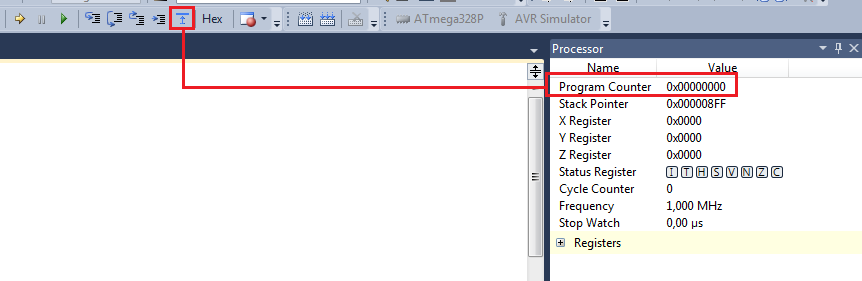 Hex ATmega328P AVR Simulator
Processor
Name Value
Program Counter 0x00000000
Stack Pointer 0x000008FF
X Register 0x0000
Y Register 0x0000
Z Register 0x0000
Status Register I T H S V N Z C
Cycle Counter 0
Frequency 1,000 MHz
Stop Watch 0,00 µs
Registers